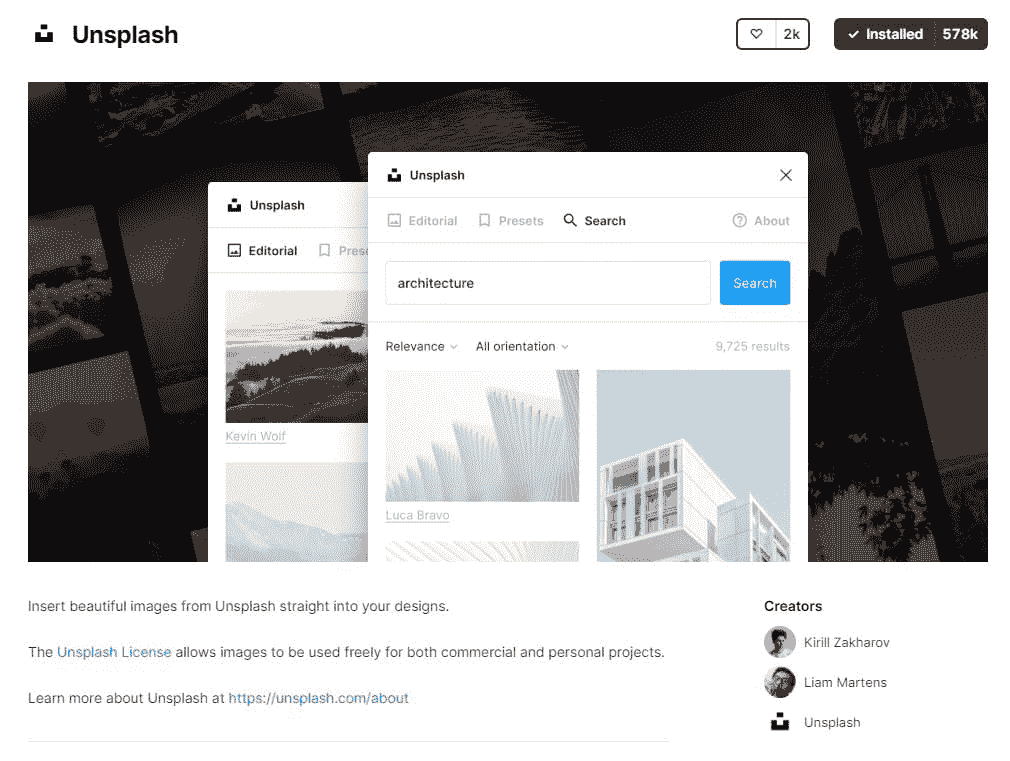 Unsplash
2k
Installed 578k
Unsplash
Editorial Prese
Kevin Wolf
Unsplash
Editorial Presets Search About
architecture Search
Relevance All orientation 9,725 results
Luca Bravo
Insert beautiful images from Unsplash straight into your designs.
The Unsplash License allows images to be used freely for both commercial and personal projects.
Learn more about Unsplash at https://unsplash.com/about
Creators
Kirill Zakharov
Liam Martens
Unsplash